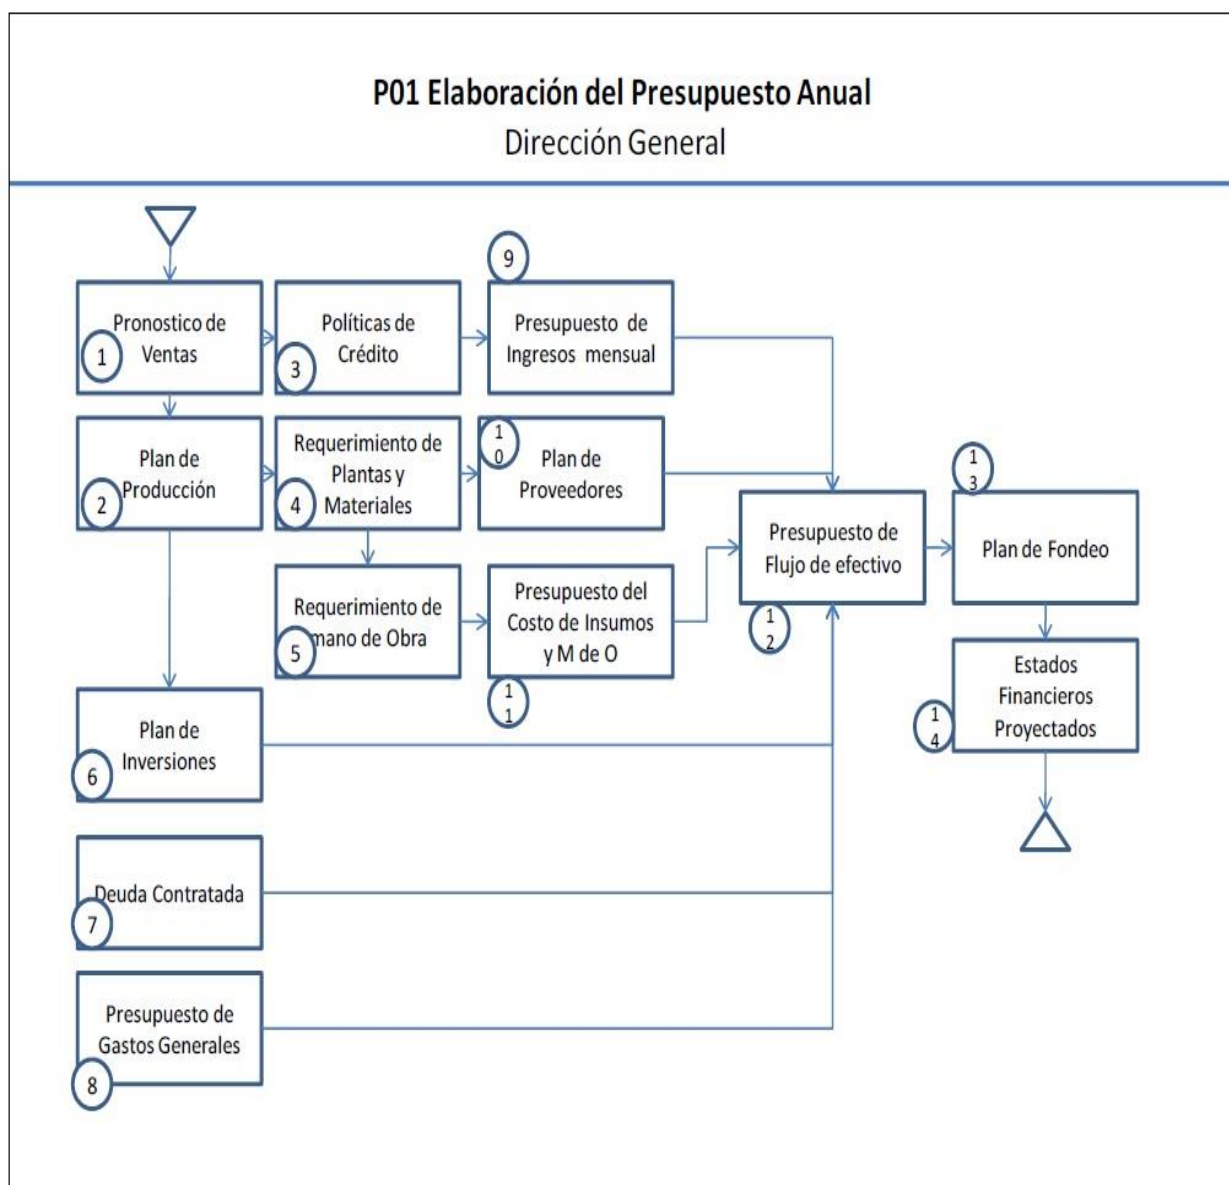 P01 Elaboración del Presupuesto Anual
Dirección General
Pronostico de
Ventas
1
Políticas de
Crédito
3
9
Presupuesto de
Ingresos mensual
Plan de
Producción
2
Requerimiento de
Plantas y
Materiales
4
1
0
Plan de
Proveedores
Requerimiento de
mano de Obra
5
Presupuesto del
Costo de Insumos
y M de O
1
1
Presupuesto de
Flujo de efectivo
1
2
1
3
Plan de Fondeo
Estados
Financieros
Proyectados
1
4
Plan de
Inversiones
6
Deuda Contratada
7
Presupuesto de
Gastos Generales
8